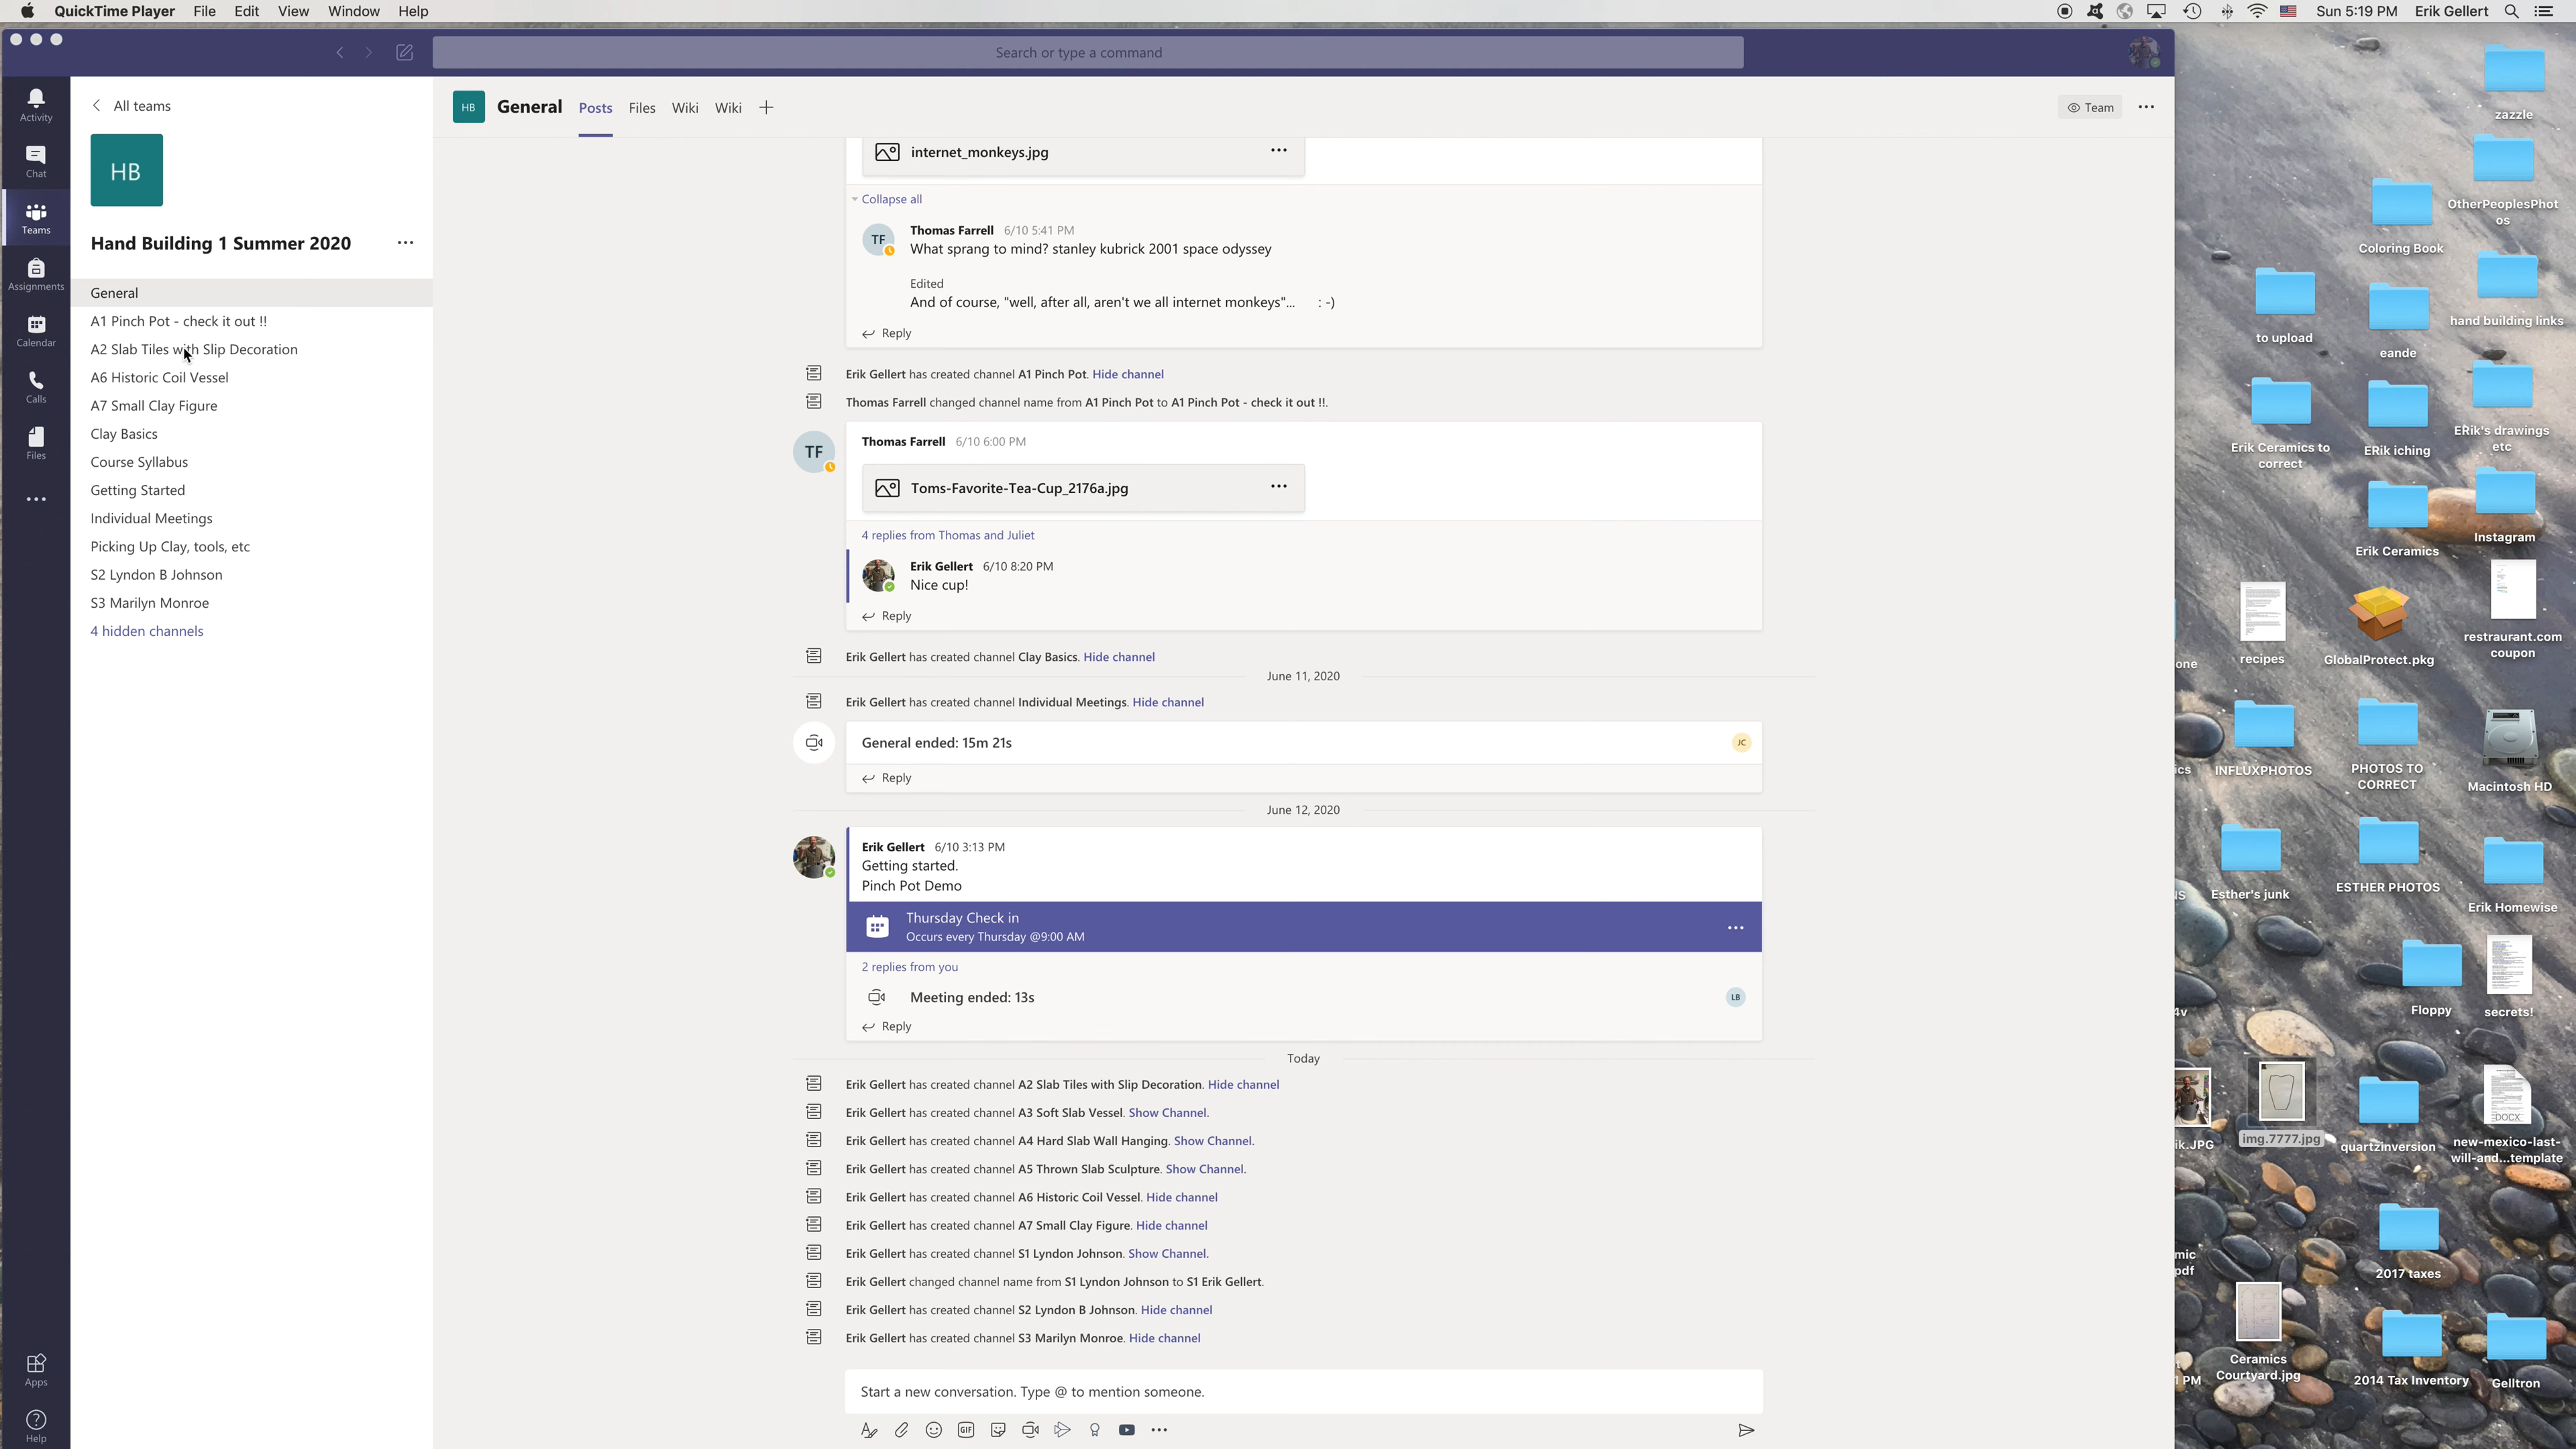 QuickTime Player File Edit View Window Help
Sun 5:19 PM Erik Gellert
Search or type a command
Activity
Chat
Teams
Assignments
Calendar
Calls
Files
Apps
Help
All teams
HB
Hand Building 1 Summer 2020
General
A1 Pinch Pot - check it out !!
A2 Slab Tiles with Slip Decoration
A6 Historic Coil Vessel
A7 Small Clay Figure
Clay Basics
Course Syllabus
Getting Started
Individual Meetings
Picking Up Clay, tools, etc
S2 Lyndon B Johnson
S3 Marilyn Monroe
4 hidden channels
HB General Posts Files Wiki Wiki
Team
internet_monkeys.jpg
Collapse all
TF Thomas Farrell 6/10 5:41 PM
What sprang to mind? stanley kubrick 2001 space odyssey
Edited
And of course, "well, after all, aren't we all internet monkeys"... : -)
Reply
Erik Gellert has created channel A1 Pinch Pot. Hide channel
Thomas Farrell changed channel name from A1 Pinch Pot to A1 Pinch Pot - check it out !!.
TF Thomas Farrell 6/10 6:00 PM
Toms-Favorite-Tea-Cup_2176a.jpg
4 replies from Thomas and Juliet
Erik Gellert 6/10 8:20 PM
Nice cup!
Reply
Erik Gellert has created channel Clay Basics. Hide channel
June 11, 2020
Erik Gellert has created channel Individual Meetings. Hide channel
General ended: 15m 21s JC
Reply
June 12, 2020
Erik Gellert 6/10 3:13 PM
Getting started.
Pinch Pot Demo
Thursday Check in
Occurs every Thursday @9:00 AM
2 replies from you
Meeting ended: 13s LB
Reply
Today
Erik Gellert has created channel A2 Slab Tiles with Slip Decoration. Hide channel
Erik Gellert has created channel A3 Soft Slab Vessel. Show Channel.
Erik Gellert has created channel A4 Hard Slab Wall Hanging. Show Channel.
Erik Gellert has created channel A5 Thrown Slab Sculpture. Show Channel.
Erik Gellert has created channel A6 Historic Coil Vessel. Hide channel
Erik Gellert has created channel A7 Small Clay Figure. Hide channel
Erik Gellert has created channel S1 Lyndon Johnson. Show Channel.
Erik Gellert changed channel name from S1 Lyndon Johnson to S1 Erik Gellert.
Erik Gellert has created channel S2 Lyndon B Johnson. Hide channel
Erik Gellert has created channel S3 Marilyn Monroe. Hide channel
Start a new conversation. Type @ to mention someone.
GIF
zazzle
OtherPeoplesPhot
os
Coloring Book
hand building links
to upload
eande
ERik's drawings
etc
Erik Ceramics to
correct
ERik iching
Instagram
Erik Ceramics
restraurant.com
coupon
one
recipes
GlobalProtect.pkg
ics
INFLUXPHOTOS
PHOTOS TO
CORRECT
Macintosh HD
Esther's junk
ESTHER PHOTOS
Erik Homewise
4v
Floppy
secrets!
ik.JPG
img.7777.jpg
quartzinversion
DOCX
new-mexico-last-
will-and...template
mic
pdf
2017 taxes
Ceramics
Courtyard.jpg
1 PM
2014 Tax Inventory
Gelltron